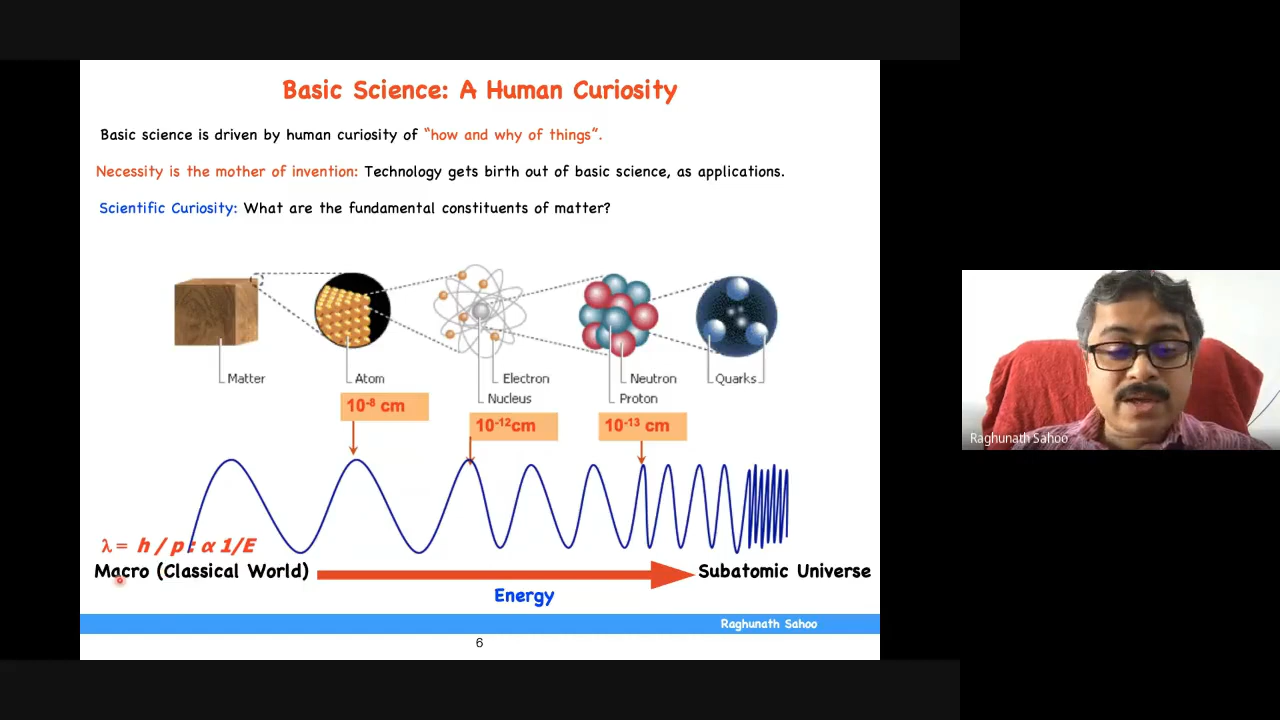 Basic Science: A Human Curiosity
Basic science is driven by human curiosity of “how and why of things”.
Necessity is the mother of invention: Technology gets birth out of basic science, as applications.
Scientific Curiosity: What are the fundamental constituents of matter?
Matter
Atom
Electron
Nucleus
Neutron
Proton
Quarks
10⁻⁸ cm
10⁻¹²cm
10⁻¹³ cm
λ = h / p : α 1/E
Macro (Classical World)
Subatomic Universe
Energy
Raghunath Sahoo
6
Raghunath Sahoo